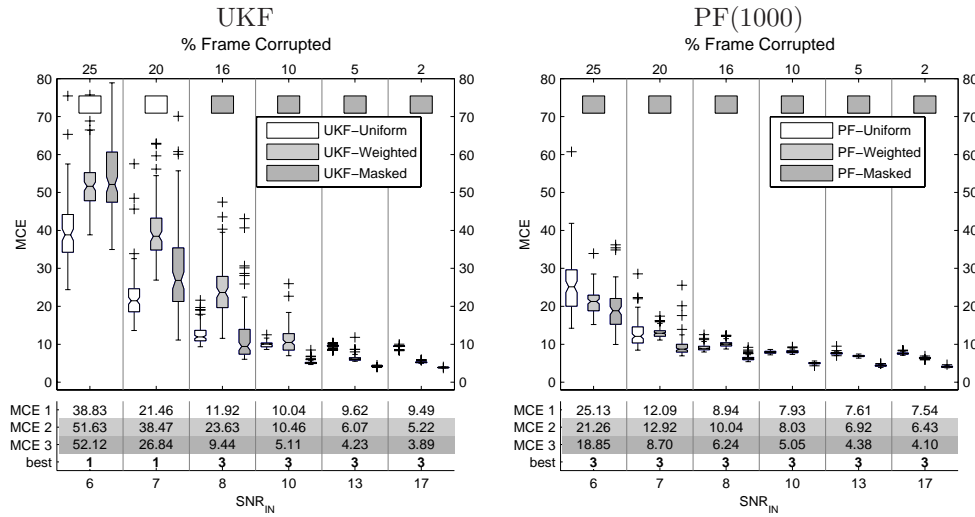 UKF
% Frame Corrupted
25 20 16 10 5 2
80 80
70 70
60 60
50 50
40 40
30 30
20 20
10 10
0 0
MCE
UKF-Uniform
UKF-Weighted
UKF-Masked
MCE 1 38.83 21.46 11.92 10.04 9.62 9.49
MCE 2 51.63 38.47 23.63 10.46 6.07 5.22
MCE 3 52.12 26.84 9.44 5.11 4.23 3.89
best 1 1 3 3 3 3
6 7 8 10 13 17
SNR_IN
PF(1000)
% Frame Corrupted
25 20 16 10 5 2
80 80
70 70
60 60
50 50
40 40
30 30
20 20
10 10
0 0
MCE
PF-Uniform
PF-Weighted
PF-Masked
MCE 1 25.13 12.09 8.94 7.93 7.61 7.54
MCE 2 21.26 12.92 10.04 8.03 6.92 6.43
MCE 3 18.85 8.70 6.24 5.05 4.38 4.10
best 3 3 3 3 3 3
6 7 8 10 13 17
SNR_IN